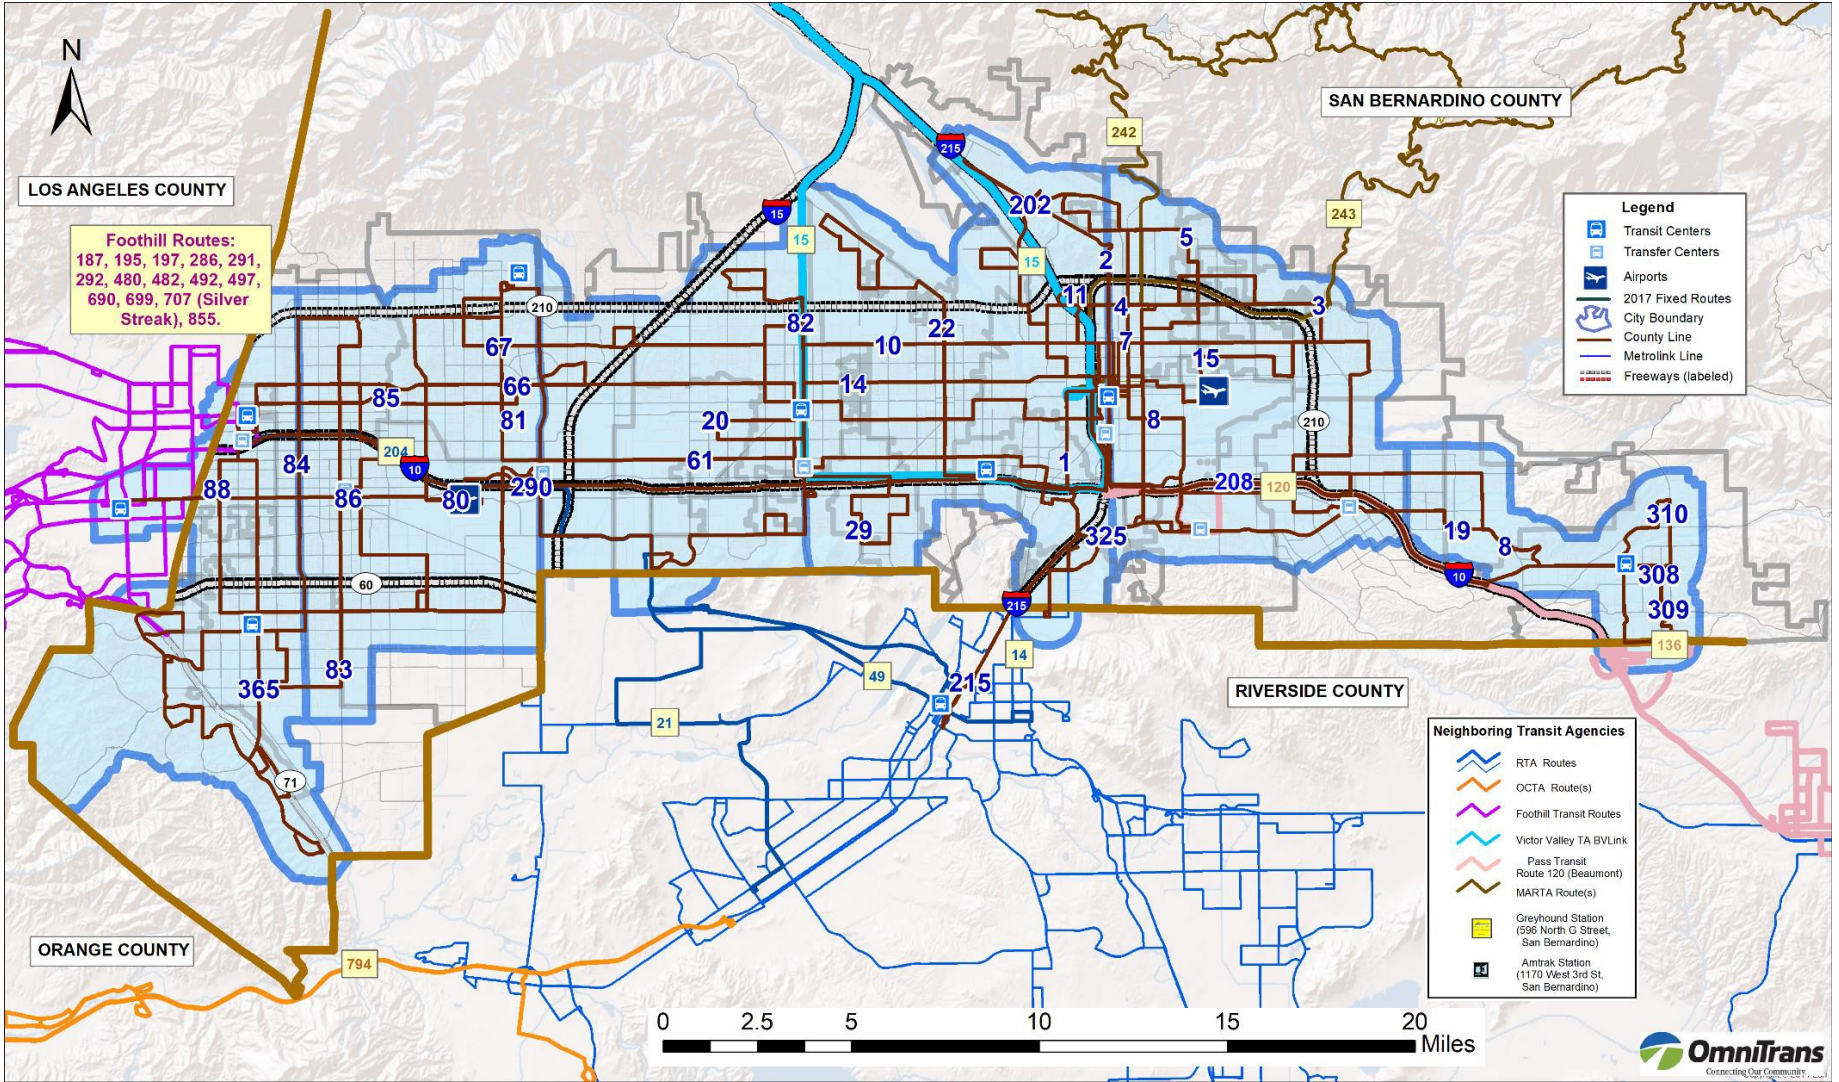 N
SAN BERNARDINO COUNTY
242
215
LOS ANGELES COUNTY
202
243
15
Foothill Routes:
187, 195, 197, 286, 291,
292, 480, 482, 492, 497,
690, 699, 707 (Silver
Streak), 855.
15
5
2
15
Legend
Transit Centers
Transfer Centers
Airports
2017 Fixed Routes
City Boundary
County Line
Metrolink Line
Freeways (labeled)
210
11
4
3
82
22
7
67
10
15
66
14
85
81
20
8
210
204
10
84
61
1
88
86
80
290
208
120
29
325
19
8
310
60
10
308
215
309
136
83
365
49
215
14
RIVERSIDE COUNTY
21
71
Neighboring Transit Agencies
RTA Routes
OCTA Route(s)
Foothill Transit Routes
Victor Valley TA BVLink
Pass Transit
Route 120 (Beaumont)
MARTA Route(s)
Greyhound Station
(596 North G Street,
San Bernardino)
Amtrak Station
(1170 West 3rd St,
San Bernardino)
ORANGE COUNTY
794
0 2.5 5 10 15 20
Miles
OmniTrans
Connecting Our Community.